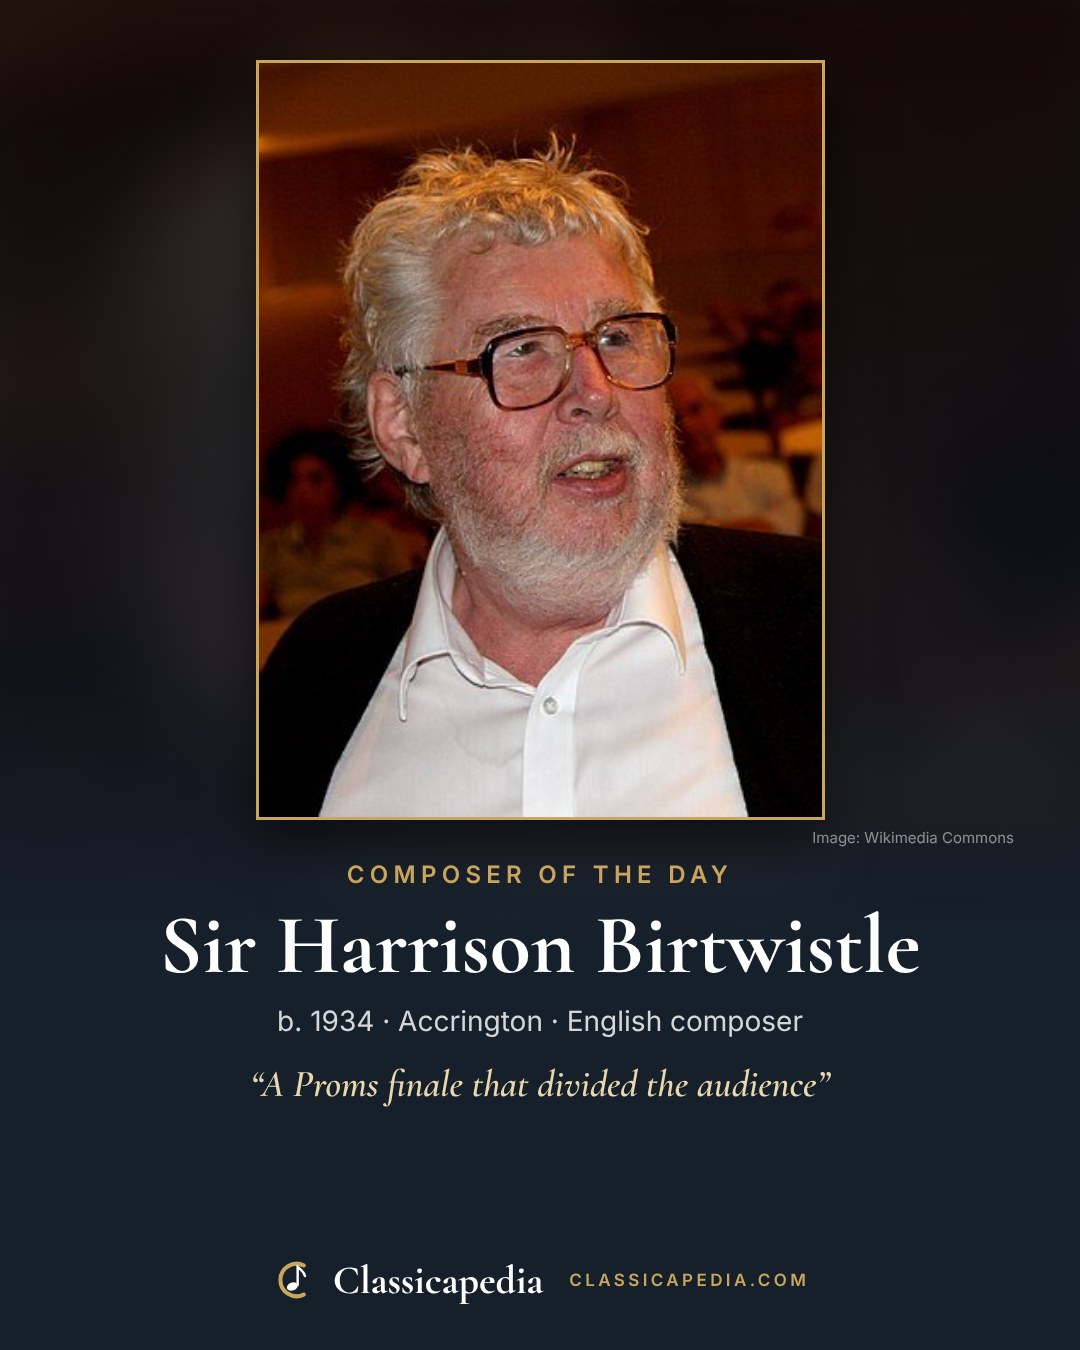 Image: Wikimedia Commons
COMPOSER OF THE DAY
Sir Harrison Birtwistle
b. 1934 · Accrington · English composer
“A Proms finale that divided the audience”
Classicapedia CLASSICAPEDIA.COM